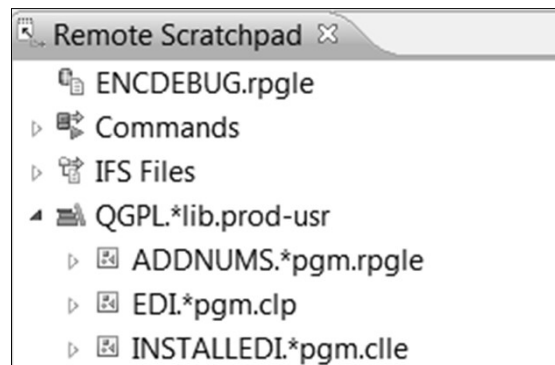 Remote Scratchpad
ENCDEBUG.rpgle
Commands
IFS Files
QGPL.*lib.prod-usr
ADDNUMS.*pgm.rpgle
EDI.*pgm.clp
INSTALLEDI.*pgm.clle